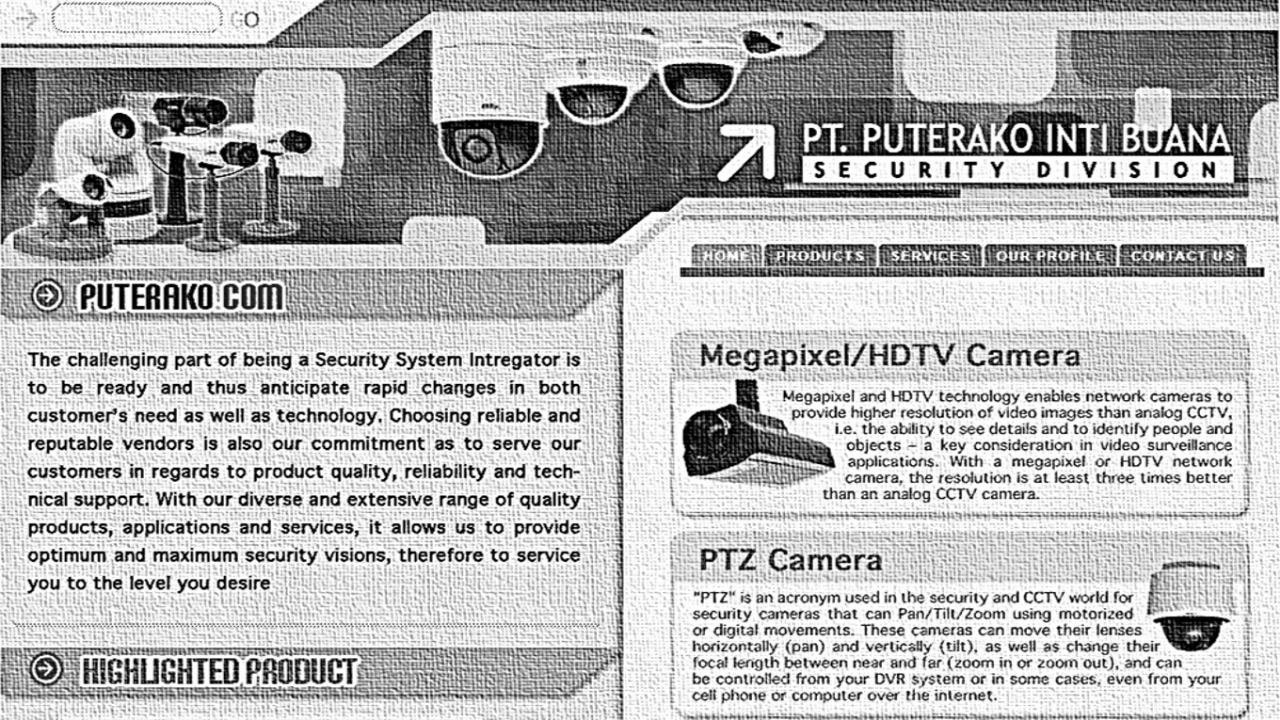 GO
PT. PUTERAKO INTI BUANA
SECURITY DIVISION
HOME PRODUCTS SERVICES OUR PROFILE CONTACT US
PUTERAKO.COM
The challenging part of being a Security System Intregator is
to be ready and thus anticipate rapid changes in both
customer's need as well as technology. Choosing reliable and
reputable vendors is also our commitment as to serve our
customers in regards to product quality, reliability and tech-
nical support. With our diverse and extensive range of quality
products, applications and services, it allows us to provide
optimum and maximum security visions, therefore to service
you to the level you desire
HIGHLIGHTED PRODUCT
Megapixel/HDTV Camera
Megapixel and HDTV technology enables network cameras to
provide higher resolution of video images than analog CCTV,
i.e. the ability to see details and to identify people and
objects – a key consideration in video surveillance
applications. With a megapixel or HDTV network
camera, the resolution is at least three times better
than an analog CCTV camera.
PTZ Camera
"PTZ" is an acronym used in the security and CCTV world for
security cameras that can Pan/Tilt/Zoom using motorized
or digital movements. These cameras can move their lenses
horizontally (pan) and vertically (tilt), as well as change their
focal length between near and far (zoom in or zoom out), and can
be controlled from your DVR system or in some cases, even from your
cell phone or computer over the internet.